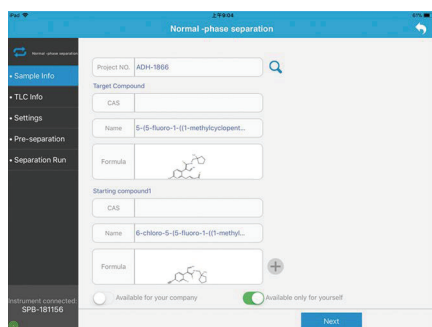 iPad 上午9:04 97%
Normal -phase separation
Normal -phase separation
• Sample Info
• TLC Info
• Settings
• Pre-separation
• Separation Run
Instrument connected.
SPB-181156
Project NO. ADH-1866
Target Compound
CAS
Name 5-(5-fluoro-1-((1-methylcyclopent...
Formula
Starting compound1
CAS
Name 6-chloro-5-(5-fluoro-1-((1-methyl...
Formula
Available for your company Available only for yourself
Next